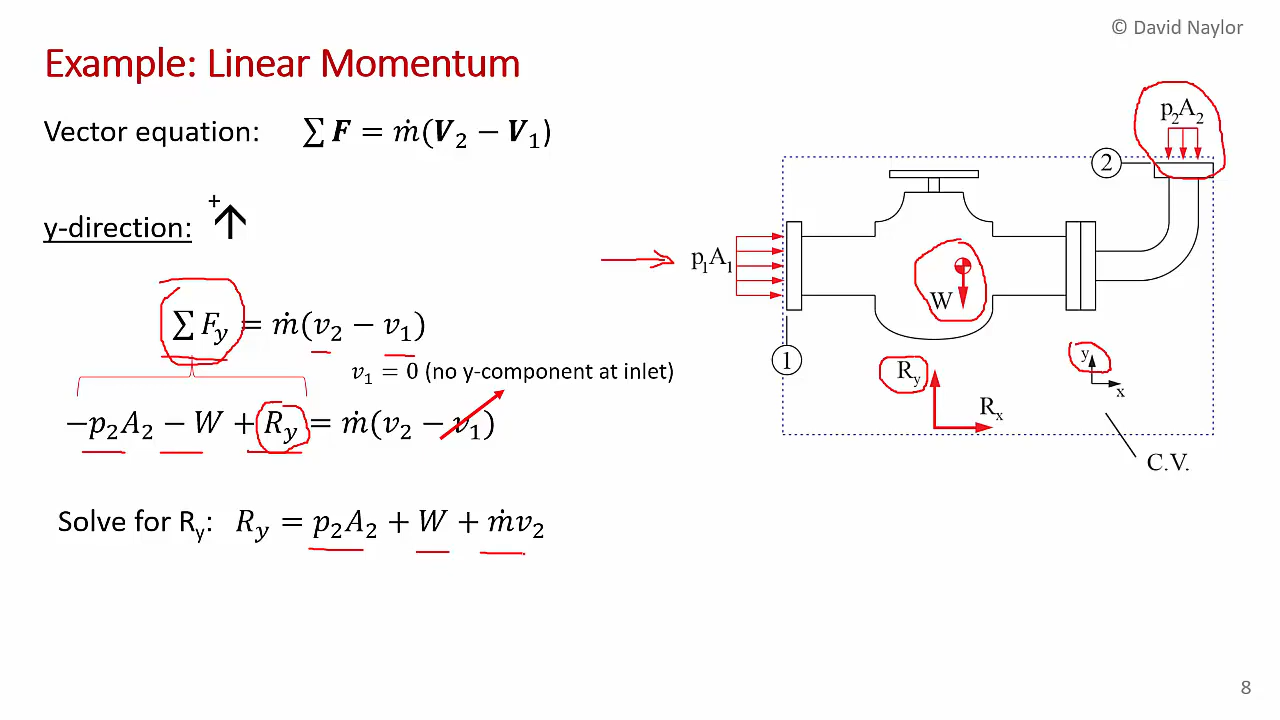 © David Naylor
Example: Linear Momentum
Vector equation: ∑ 𝑭 = ṁ(𝑽₂ − 𝑽₁)
y-direction: + ↑
∑ F_y = ṁ(v₂ − v₁)
v₁ = 0 (no y-component at inlet)
−p₂A₂ − W + R_y = ṁ(v₂ − v₁)
Solve for R_y: R_y = p₂A₂ + W + ṁv₂
p₂A₂
2
p₁A₁
W
1
R_y
R_x
y
x
C.V.
8